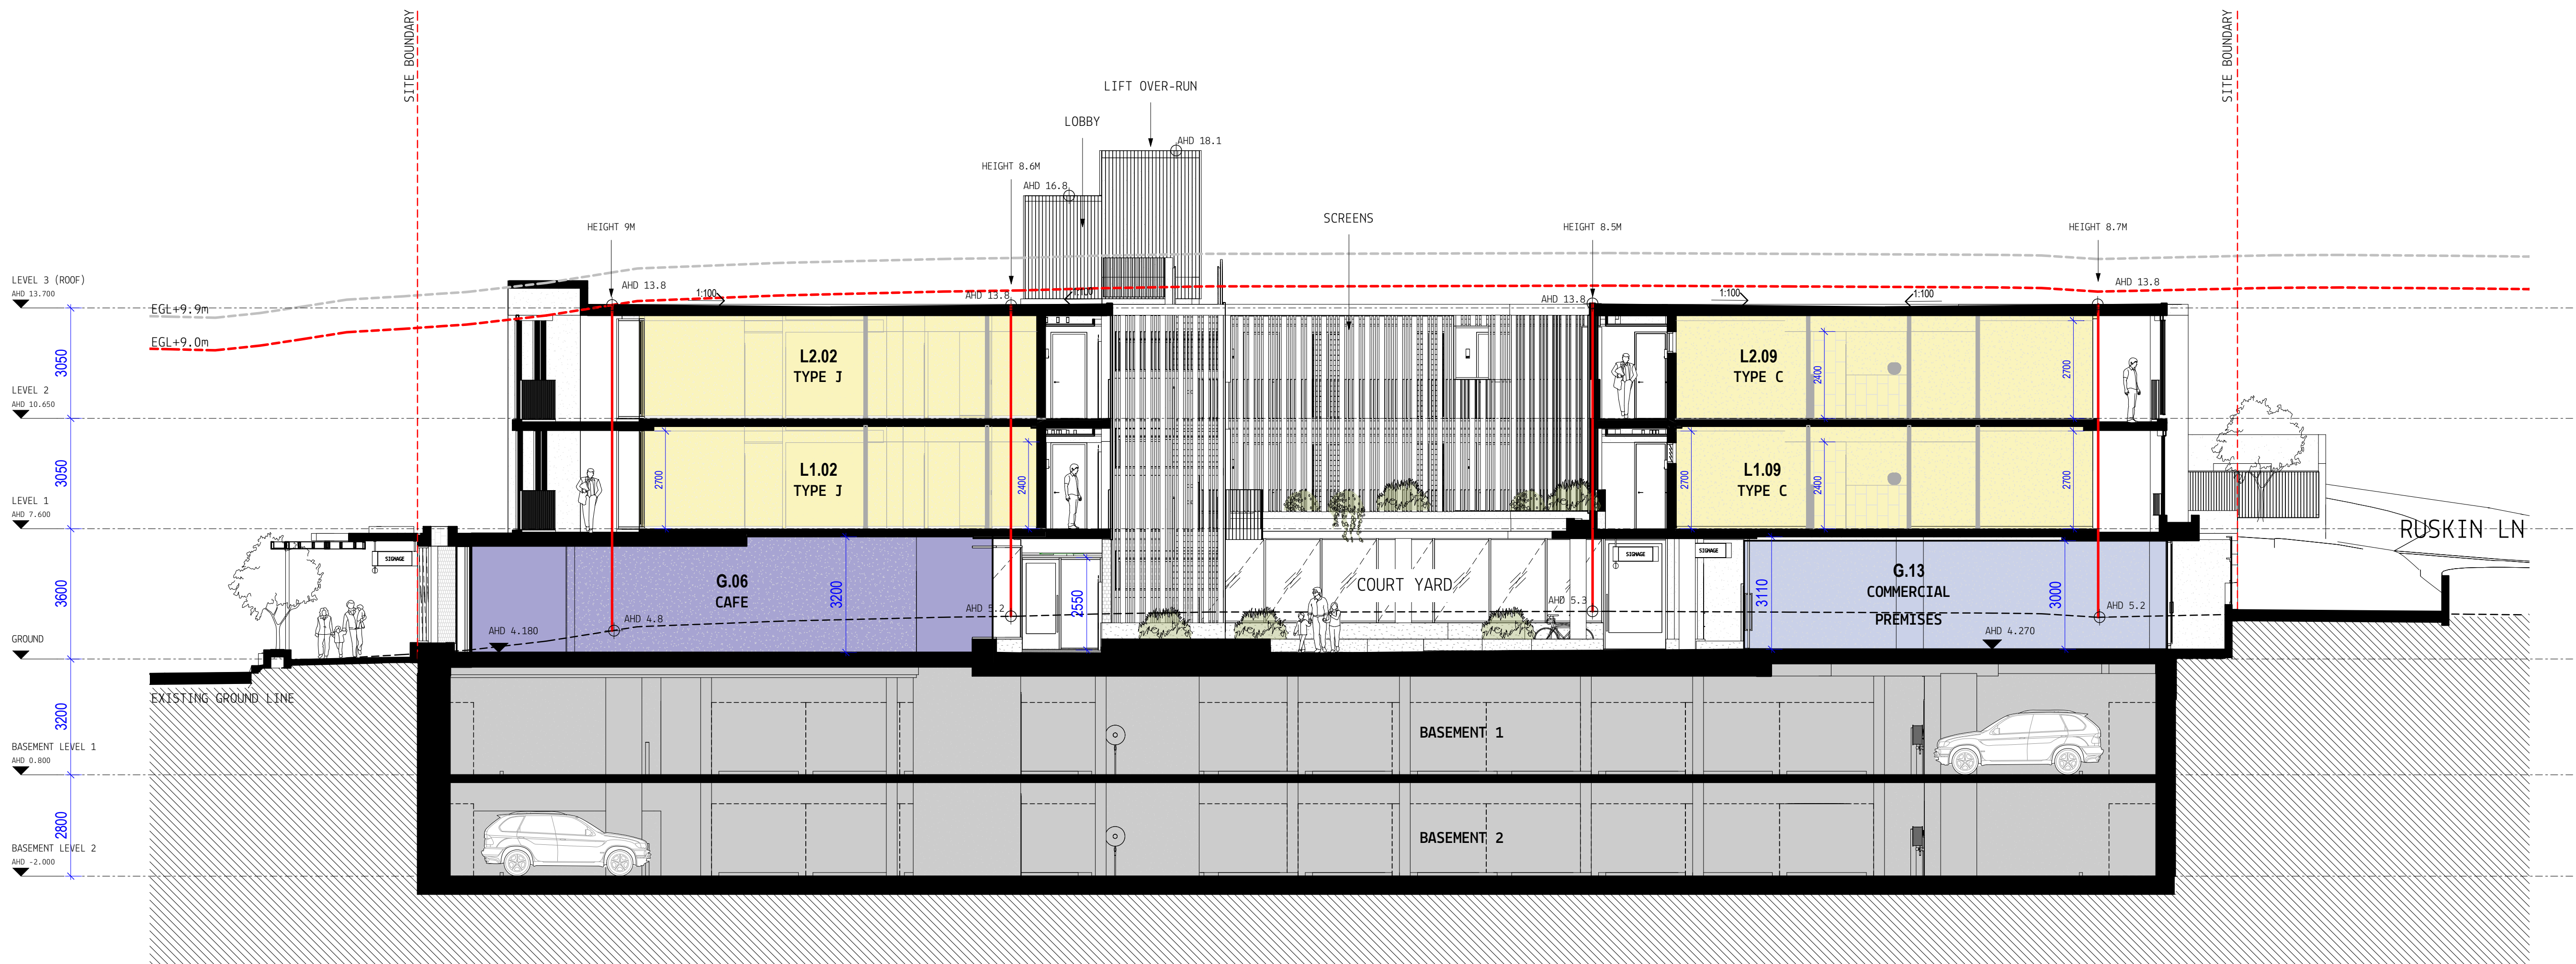 SITE BOUNDARY
SITE BOUNDARY
LIFT OVER-RUN
LOBBY
AHD 18.1
HEIGHT 8.6M
AHD 16.8
SCREENS
HEIGHT 9M
HEIGHT 8.5M
HEIGHT 8.7M
LEVEL 3 (ROOF)
AHD 13.700
EGL+9.9m
EGL+9.0m
AHD 13.8
1:100
AHD 13.8
1:100
AHD 13.8
1:100
1:100
AHD 13.8
3050
L2.02
TYPE J
L2.09
TYPE C
2400
2700
LEVEL 2
AHD 10.650
3050
L1.02
TYPE J
2700
2400
L1.09
TYPE C
2700
2400
2700
LEVEL 1
AHD 7.600
RUSKIN LN
SIGNAGE
SIGNAGE
SIGNAGE
3600
G.06
CAFE
3200
2550
COURT YARD
3110
G.13
COMMERCIAL
PREMISES
3000
AHD 4.8
AHD 5.2
AHD 5.3
AHD 5.2
AHD 4.180
AHD 4.270
GROUND
EXISTING GROUND LINE
3200
BASEMENT 1
BASEMENT LEVEL 1
AHD 0.800
2800
BASEMENT 2
BASEMENT LEVEL 2
AHD -2.000